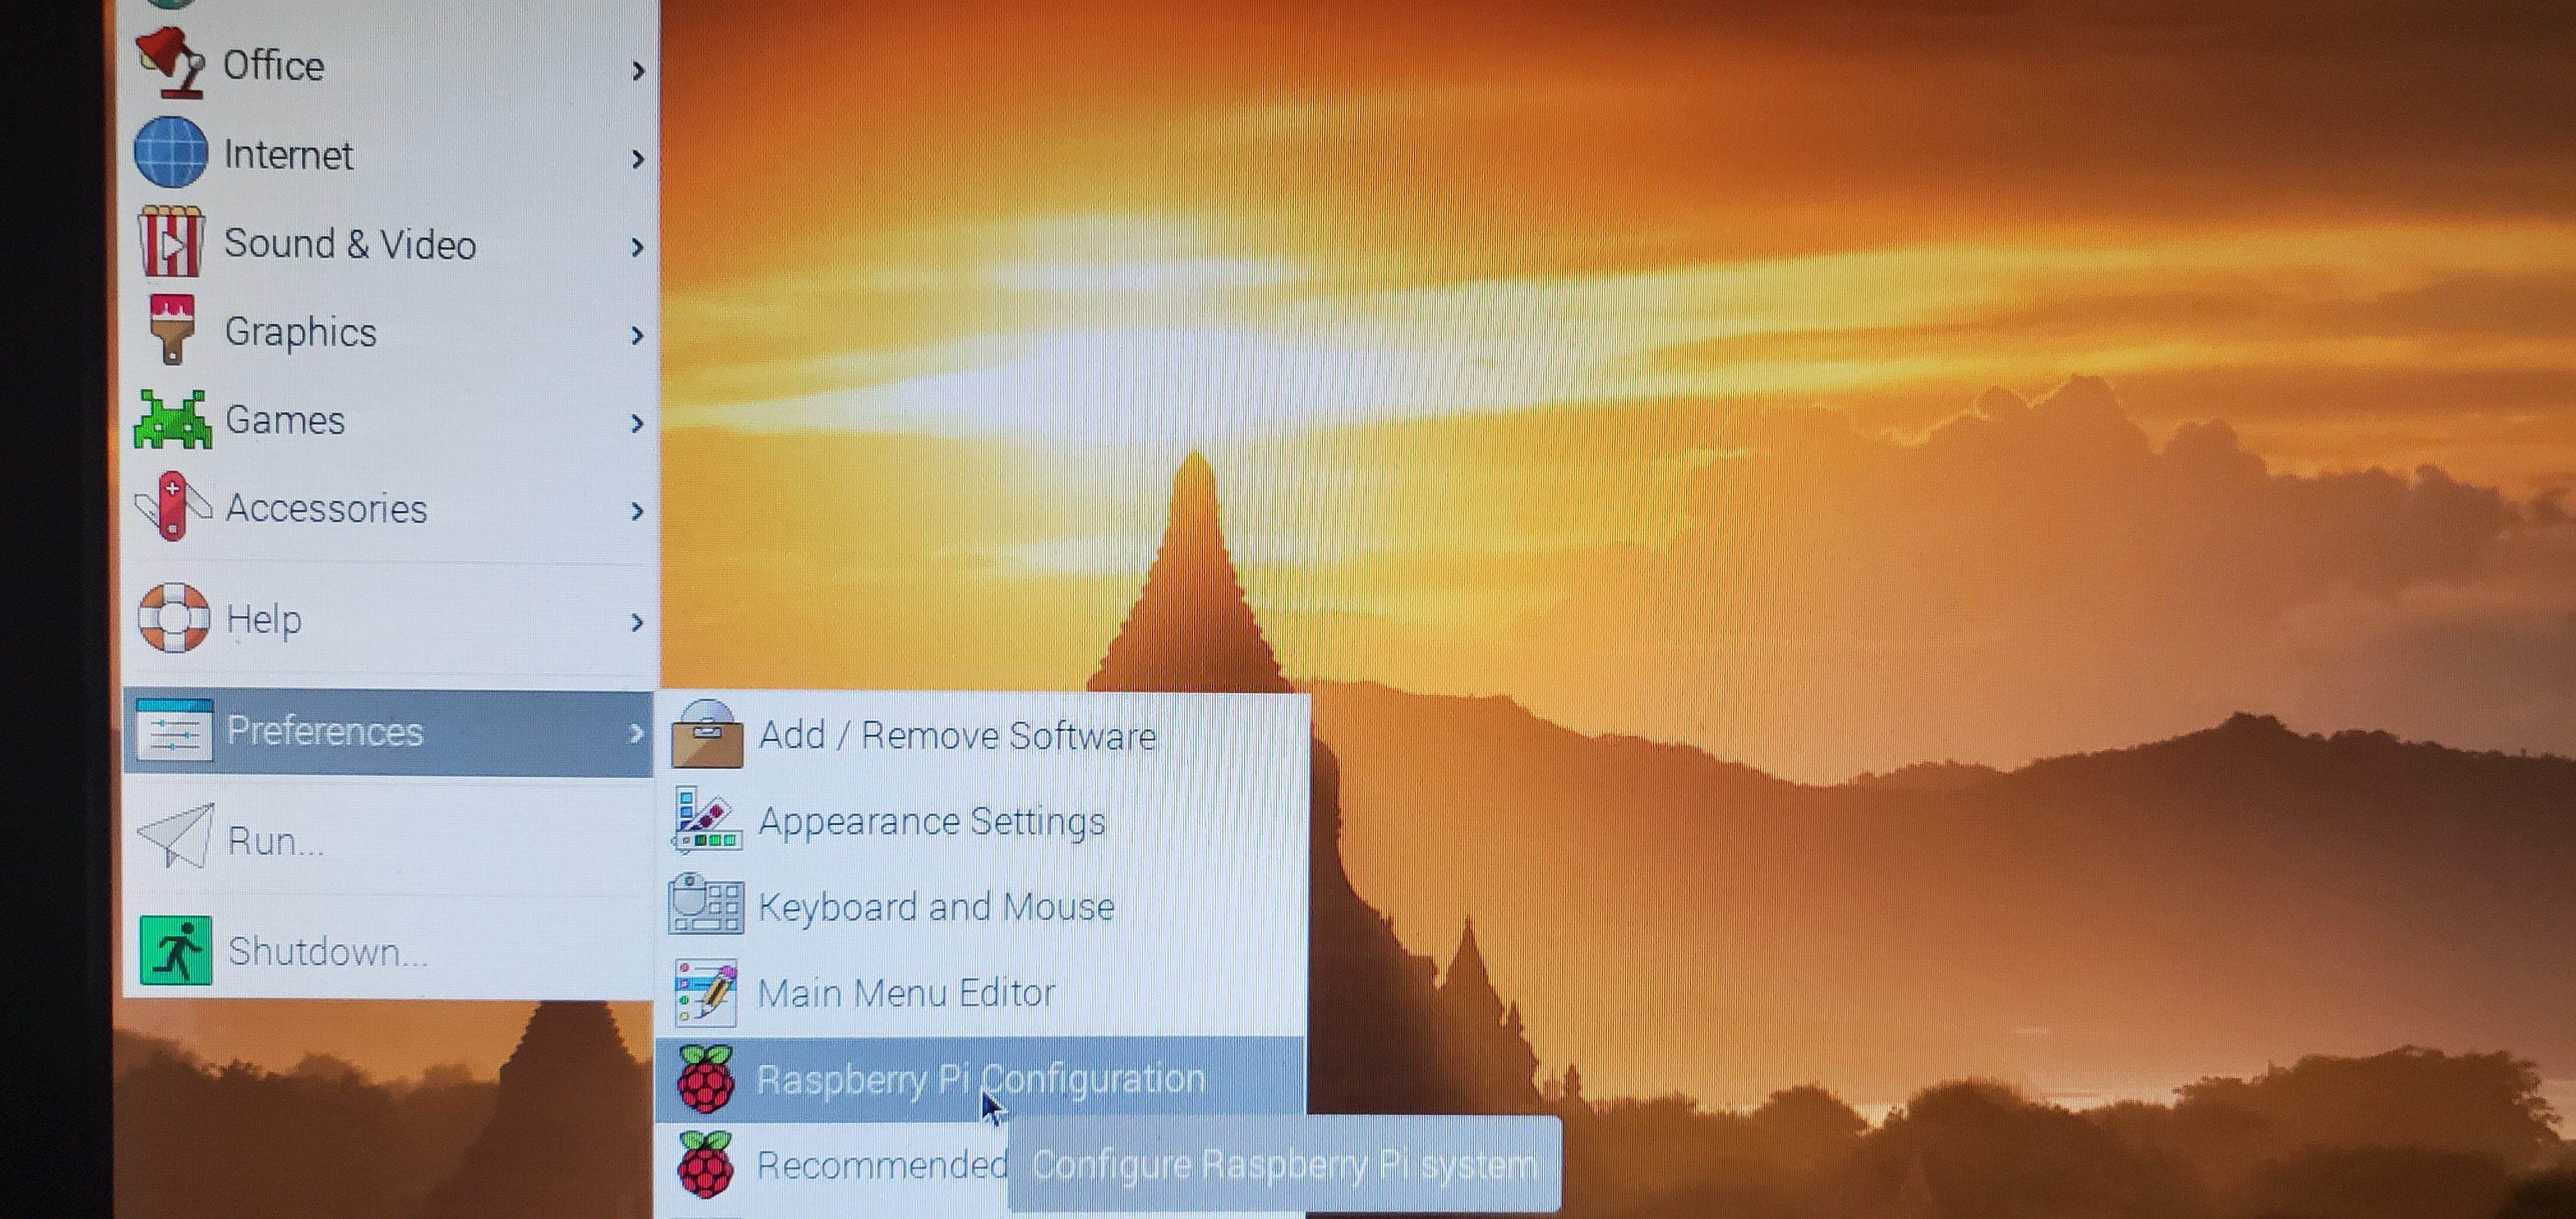 Office
Internet
Sound & Video
Graphics
Games
Accessories
Help
Preferences
Run...
Shutdown...
Add / Remove Software
Appearance Settings
Keyboard and Mouse
Main Menu Editor
Raspberry Pi Configuration
Recommended
Configure Raspberry Pi system